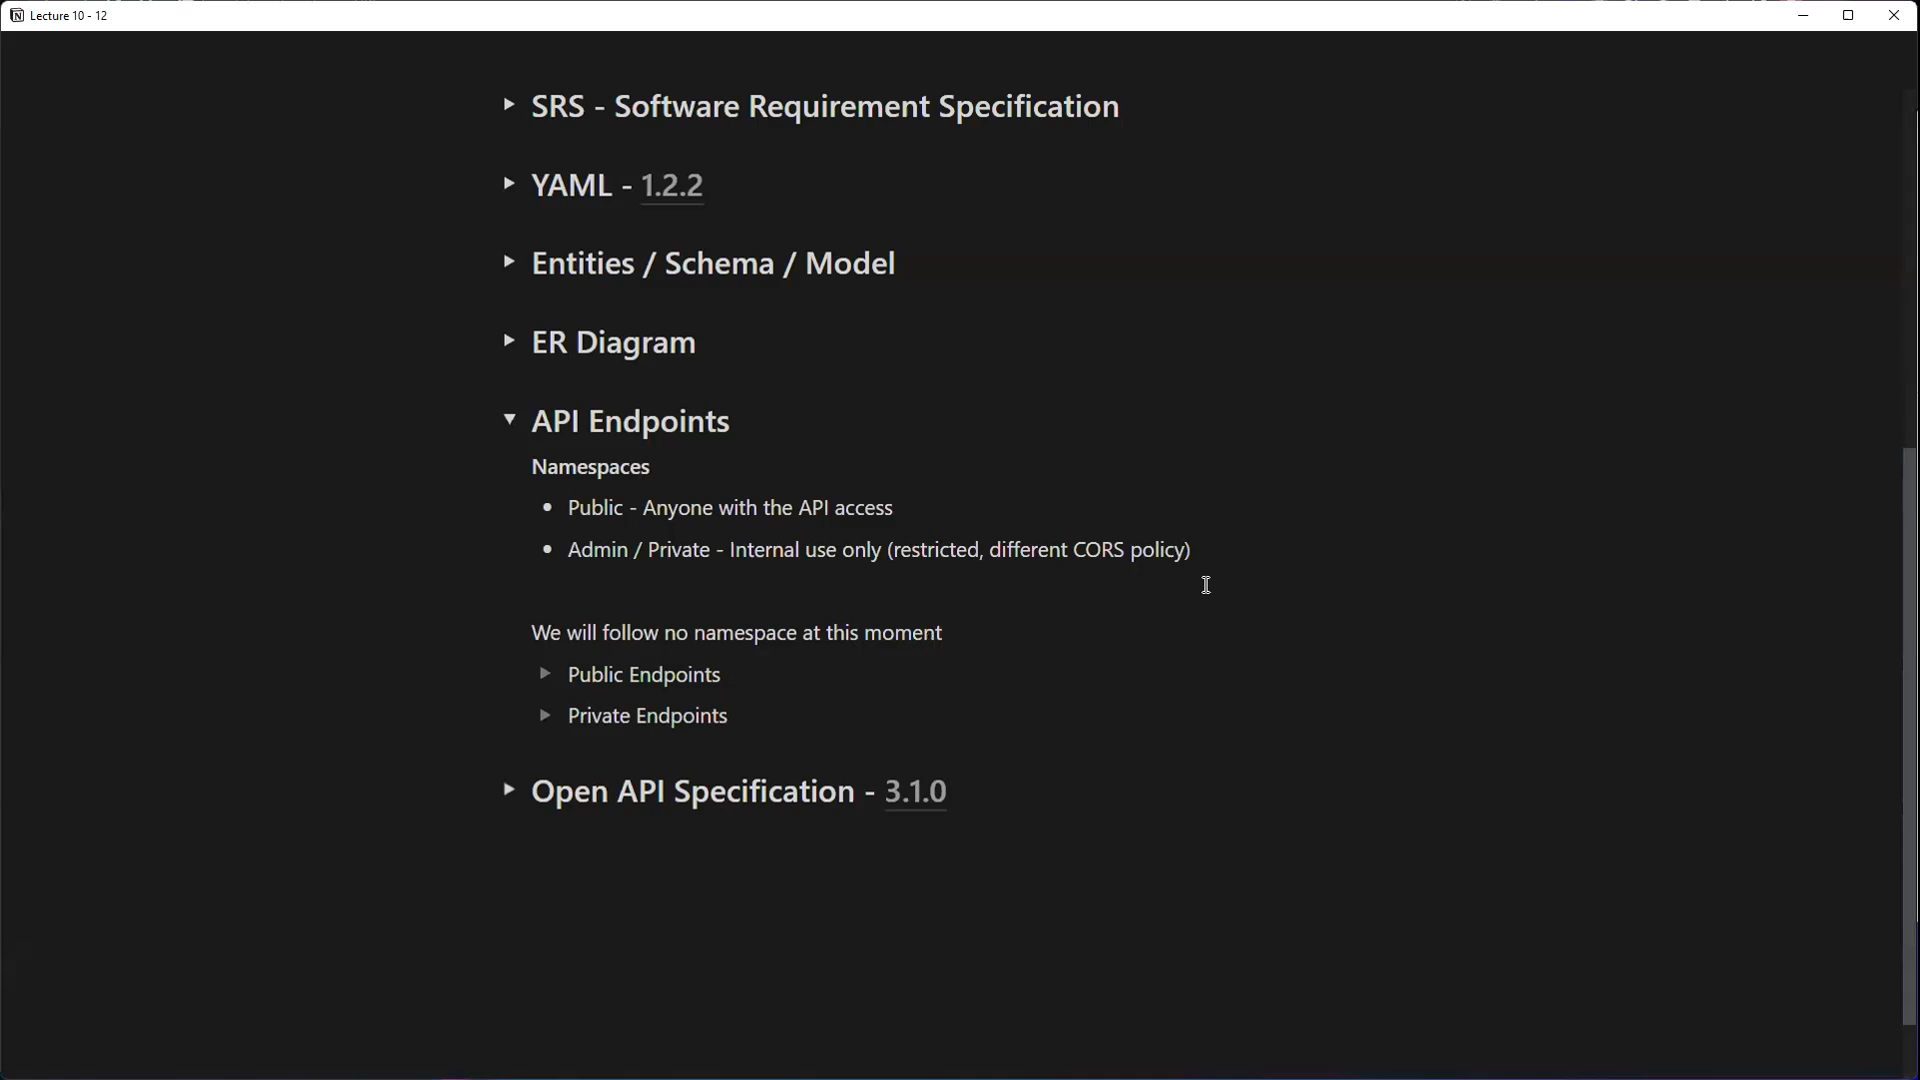 Lecture 10 - 12
SRS - Software Requirement Specification
YAML - 1.2.2
Entities / Schema / Model
ER Diagram
API Endpoints
Namespaces
Public - Anyone with the API access
Admin / Private - Internal use only (restricted, different CORS policy)
We will follow no namespace at this moment
Public Endpoints
Private Endpoints
Open API Specification - 3.1.0